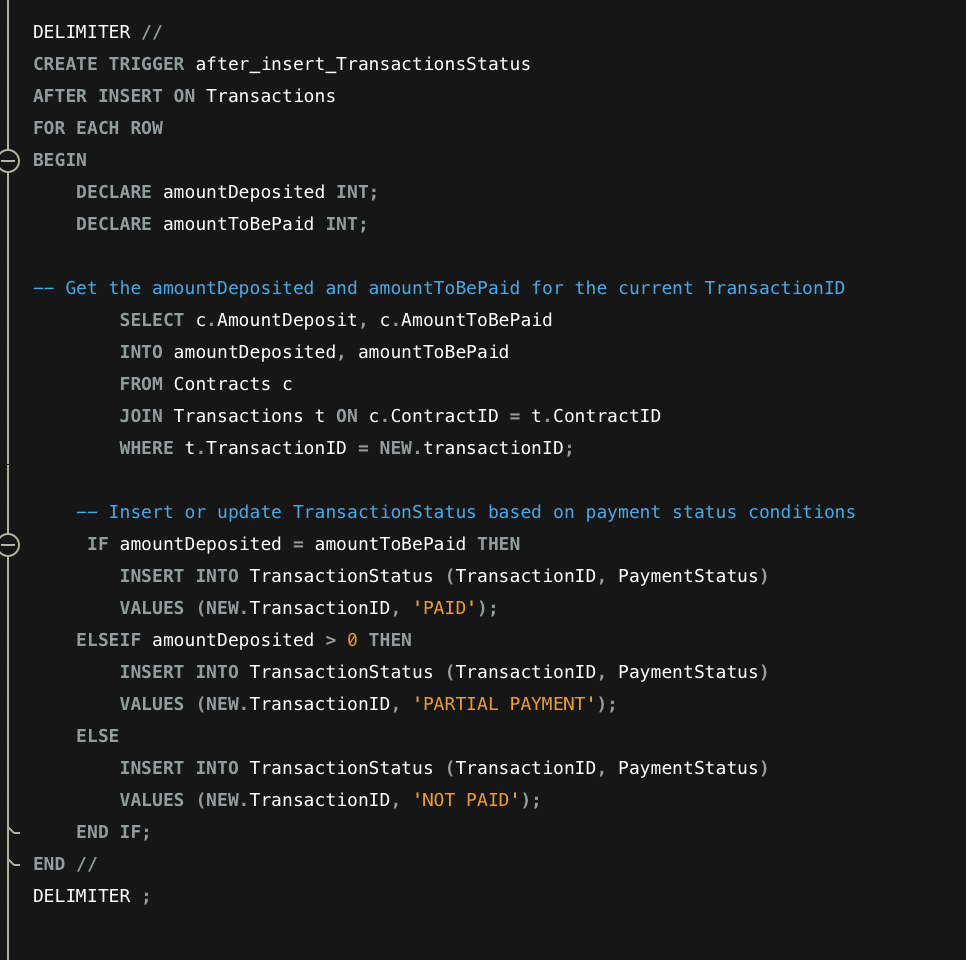 DELIMITER //
CREATE TRIGGER after_insert_TransactionsStatus
AFTER INSERT ON Transactions
FOR EACH ROW
BEGIN
    DECLARE amountDeposited INT;
    DECLARE amountToBePaid INT;

-- Get the amountDeposited and amountToBePaid for the current TransactionID
        SELECT c.AmountDeposit, c.AmountToBePaid
        INTO amountDeposited, amountToBePaid
        FROM Contracts c
        JOIN Transactions t ON c.ContractID = t.ContractID
        WHERE t.TransactionID = NEW.transactionID;

    -- Insert or update TransactionStatus based on payment status conditions
     IF amountDeposited = amountToBePaid THEN
        INSERT INTO TransactionStatus (TransactionID, PaymentStatus)
        VALUES (NEW.TransactionID, 'PAID');
    ELSEIF amountDeposited > 0 THEN
        INSERT INTO TransactionStatus (TransactionID, PaymentStatus)
        VALUES (NEW.TransactionID, 'PARTIAL PAYMENT');
    ELSE
        INSERT INTO TransactionStatus (TransactionID, PaymentStatus)
        VALUES (NEW.TransactionID, 'NOT PAID');
    END IF;
END //
DELIMITER ;